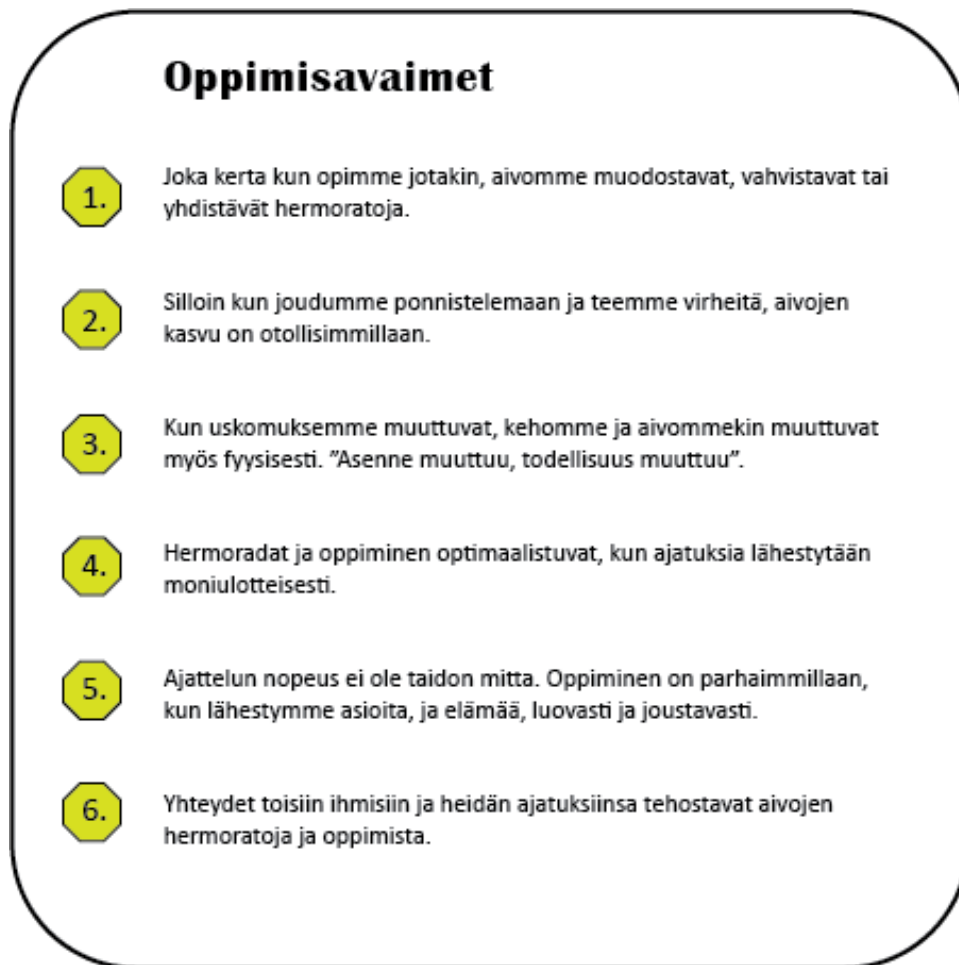 Oppimisavaimet
1.
Joka kerta kun opimme jotakin, aivomme muodostavat, vahvistavat tai
yhdistävät hermoratoja.
2.
Silloin kun joudumme ponnistelemaan ja teemme virheitä, aivojen
kasvu on otollisimmillaan.
3.
Kun uskomuksemme muuttuvat, kehomme ja aivommekin muuttuvat
myös fyysisesti. ”Asenne muuttuu, todellisuus muuttuu”.
4.
Hermoradat ja oppiminen optimaalistuvat, kun ajatuksia lähestytään
moniulotteisesti.
5.
Ajattelun nopeus ei ole taidon mitta. Oppiminen on parhaimmillaan,
kun lähestymme asioita, ja elämää, luovasti ja joustavasti.
6.
Yhteydet toisiin ihmisiin ja heidän ajatuksiinsa tehostavat aivojen
hermoratoja ja oppimista.